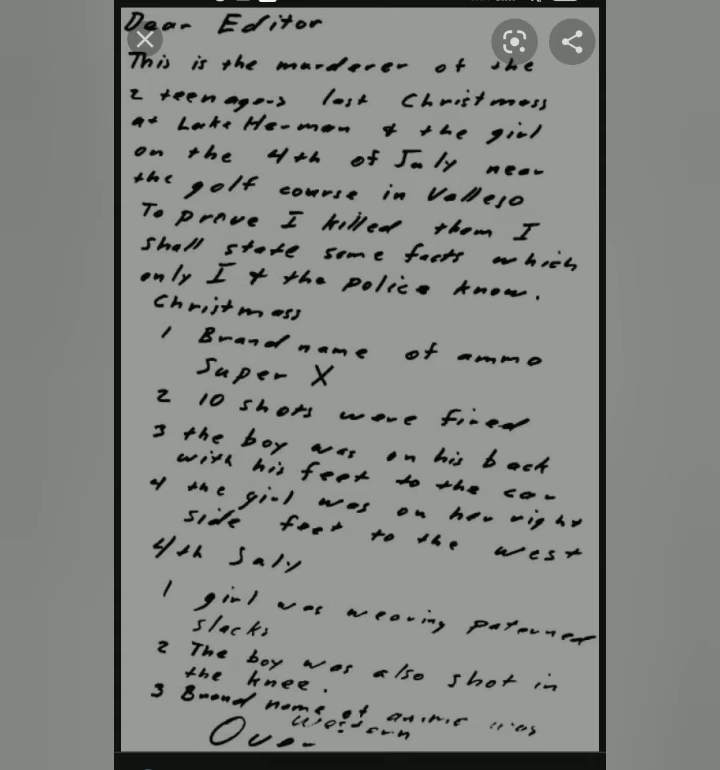 Dear Editor
This is the murderer of the
2 teenagers last Christmass
at Lake Herman & the girl
on the 4th of July near
the golf course in Vallejo
To prove I killed them I
shall state some facts which
only I & the police know.
Christmass
1 Brand name of ammo
Super X
2 10 shots were fired
3 the boy was on his back
with his feet to the car
4 the girl was on her right
side feet to the west
4th July
1 girl was wearing paterned
slacks
2 The boy was also shot in
the knee.
3 Brand name of ammo was
Western
Over